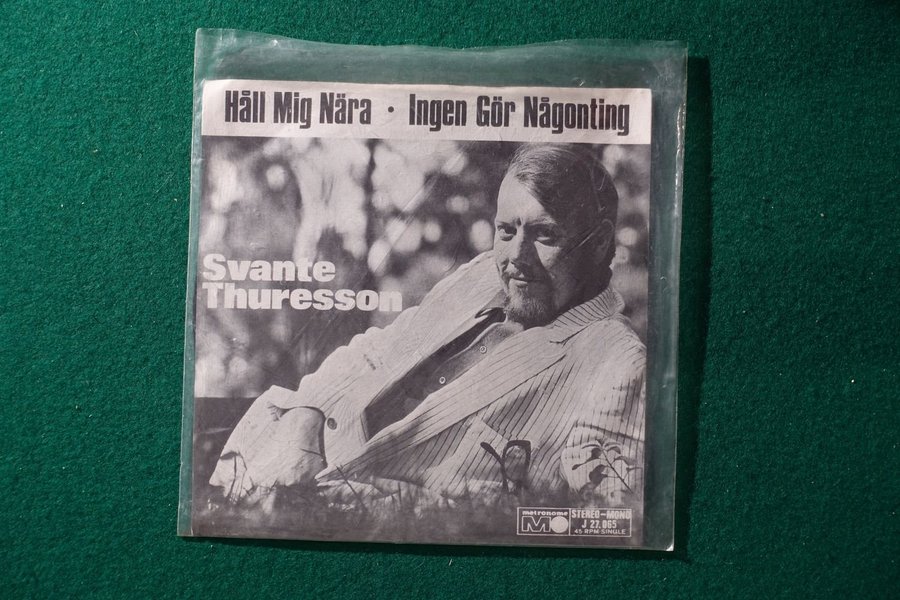 Håll Mig Nära · Ingen Gör Någonting
Svante
Thuresson
metronome
STEREO-MONO
J 27.065
45 RPM SINGLE